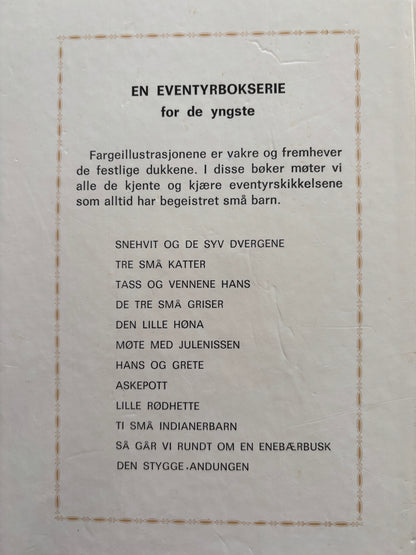 EN EVENTYRBOKSERIE
for de yngste
Fargeillustrasjonene er vakre og fremhever
de festlige dukkene. I disse bøker møter vi
alle de kjente og kjære eventyrskikkelsene
som alltid har begeistret små barn.
SNEHVIT OG DE SYV DVERGENE
TRE SMÅ KATTER
TASS OG VENNENE HANS
DE TRE SMÅ GRISER
DEN LILLE HØNA
MØTE MED JULENISSEN
HANS OG GRETE
ASKEPOTT
LILLE RØDHETTE
TI SMÅ INDIANERBARN
SÅ GÅR VI RUNDT OM EN ENEBÆRBUSK
DEN STYGGE ANDUNGEN